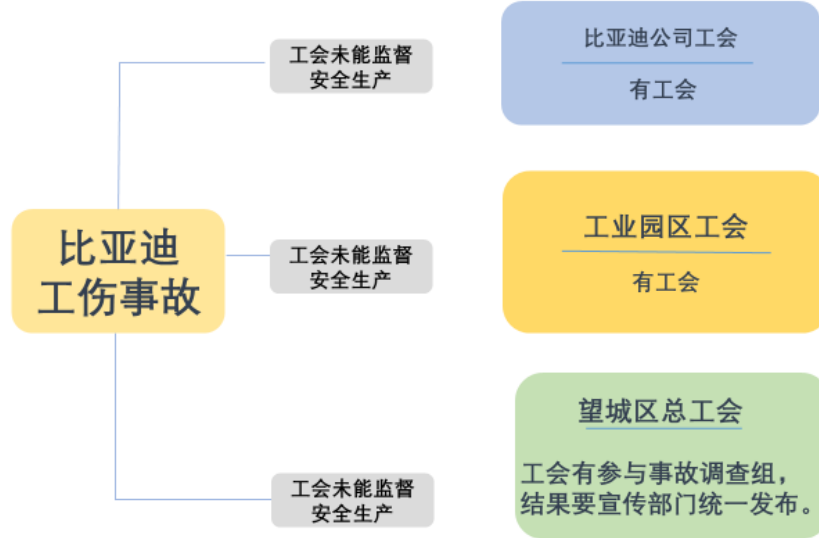 工会未能监督
安全生产
比亚迪公司工会
有工会
比亚迪
工伤事故
工会未能监督
安全生产
工业园区工会
有工会
工会未能监督
安全生产
望城区总工会
工会有参与事故调查组，
结果要宣传部门统一发布。